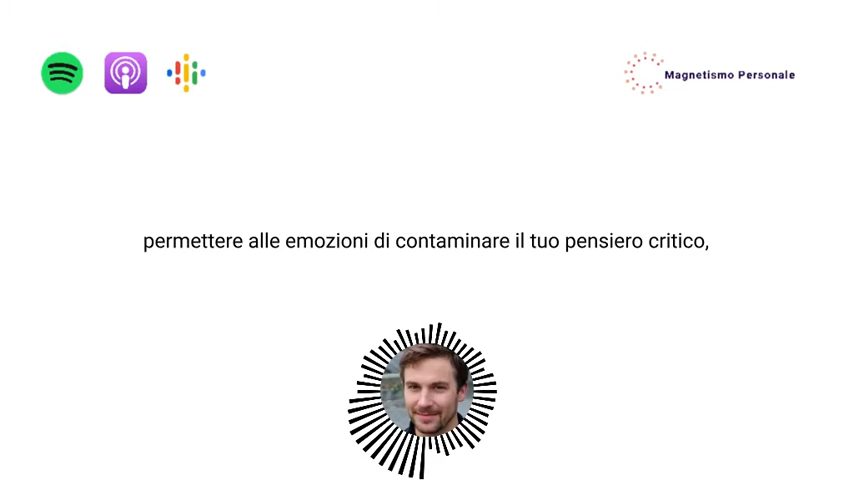 Magnetismo Personale
permettere alle emozioni di contaminare il tuo pensiero critico,